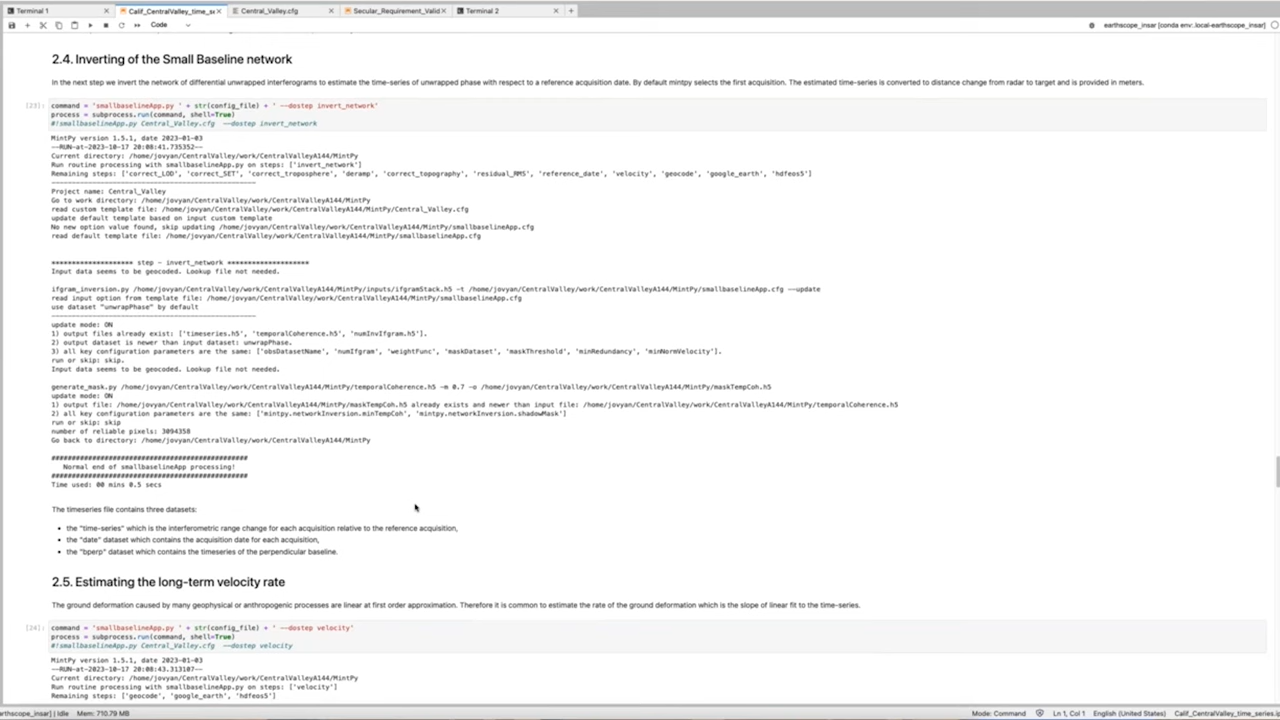 Terminal 1
Calif_CentralValley_time_se
Central_Valley.cfg
Secular_Requirement_Valid
Terminal 2
Code
earthscope_insar [conda env:.local-earthscope_insar]
2.4. Inverting of the Small Baseline network
In the next step we invert the network of differential unwrapped interferograms to estimate the time-series of unwrapped phase with respect to a reference acquisition date. By default mintpy selects the first acquisition. The estimated time-series is converted to distance change from radar to target and is provided in meters.
[23]: command = 'smallbaselineApp.py ' + str(config_file) + ' --dostep invert_network'
process = subprocess.run(command, shell=True)
#!smallbaselineApp.py Central_Valley.cfg --dostep invert_network
MintPy version 1.5.1, date 2023-01-03
--RUN-at-2023-10-17 20:08:41.735352--
Current directory: /home/jovyan/CentralValley/work/CentralValleyA144/MintPy
Run routine processing with smallbaselineApp.py on steps: ['invert_network']
Remaining steps: ['correct_LOD', 'correct_SET', 'correct_troposphere', 'deramp', 'correct_topography', 'residual_RMS', 'reference_date', 'velocity', 'geocode', 'google_earth', 'hdfeos5']
--------------------------------------------------
Project name: Central_Valley
Go to work directory: /home/jovyan/CentralValley/work/CentralValleyA144/MintPy
read custom template file: /home/jovyan/CentralValley/work/CentralValleyA144/MintPy/Central_Valley.cfg
update default template based on input custom template
No new option value found, skip updating /home/jovyan/CentralValley/work/CentralValleyA144/MintPy/smallbaselineApp.cfg
read default template file: /home/jovyan/CentralValley/work/CentralValleyA144/MintPy/smallbaselineApp.cfg
******************** step - invert_network ********************
Input data seems to be geocoded. Lookup file not needed.
ifgram_inversion.py /home/jovyan/CentralValley/work/CentralValleyA144/MintPy/inputs/ifgramStack.h5 -t /home/jovyan/CentralValley/work/CentralValleyA144/MintPy/smallbaselineApp.cfg --update
read input option from template file: /home/jovyan/CentralValley/work/CentralValleyA144/MintPy/smallbaselineApp.cfg
use dataset "unwrapPhase" by default
--------------------------------------------------
update mode: ON
1) output files already exist: ['timeseries.h5', 'temporalCoherence.h5', 'numInvIfgram.h5'].
2) output dataset is newer than input dataset: unwrapPhase.
3) all key configuration parameters are the same: ['obsDatasetName', 'numIfgram', 'weightFunc', 'maskDataset', 'maskThreshold', 'minRedundancy', 'minNormVelocity'].
run or skip: skip.
Input data seems to be geocoded. Lookup file not needed.
generate_mask.py /home/jovyan/CentralValley/work/CentralValleyA144/MintPy/temporalCoherence.h5 -m 0.7 -o /home/jovyan/CentralValley/work/CentralValleyA144/MintPy/maskTempCoh.h5
update mode: ON
1) output file: /home/jovyan/CentralValley/work/CentralValleyA144/MintPy/maskTempCoh.h5 already exists and newer than input file: /home/jovyan/CentralValley/work/CentralValleyA144/MintPy/temporalCoherence.h5
2) all key configuration parameters are the same: ['mintpy.networkInversion.minTempCoh', 'mintpy.networkInversion.shadowMask']
run or skip: skip
number of reliable pixels: 3094358
Go back to directory: /home/jovyan/CentralValley/work/CentralValleyA144/MintPy
################################################
Normal end of smallbaselineApp processing!
################################################
Time used: 00 mins 0.5 secs
The timeseries file contains three datasets:
• the "time-series" which is the interferometric range change for each acquisition relative to the reference acquisition,
• the "date" dataset which contains the acquisition date for each acquisition,
• the "bperp" dataset which contains the timeseries of the perpendicular baseline.
2.5. Estimating the long-term velocity rate
The ground deformation caused by many geophysical or anthropogenic processes are linear at first order approximation. Therefore it is common to estimate the rate of the ground deformation which is the slope of linear fit to the time-series.
[24]: command = 'smallbaselineApp.py ' + str(config_file) + ' --dostep velocity'
process = subprocess.run(command, shell=True)
#!smallbaselineApp.py Central_Valley.cfg --dostep velocity
MintPy version 1.5.1, date 2023-01-03
--RUN-at-2023-10-17 20:08:43.313107--
Current directory: /home/jovyan/CentralValley/work/CentralValleyA144/MintPy
Run routine processing with smallbaselineApp.py on steps: ['velocity']
Remaining steps: ['geocode', 'google_earth', 'hdfeos5']
earthscope_insar] | Idle Mem: 710.79 MB
Mode: Command
Ln 1, Col 1
English (United States)
Calif_CentralValley_time_series.ip